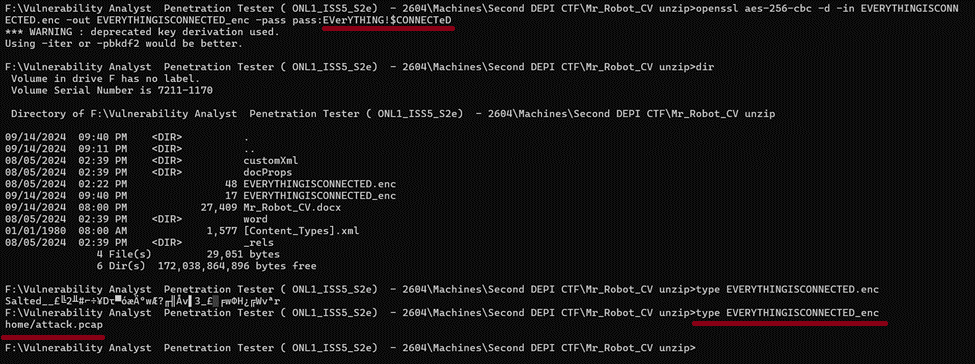 F:\Vulnerability Analyst  Penetration Tester ( ONL1_ISS5_S2e)  - 2604\Machines\Second DEPI CTF\Mr_Robot_CV unzip>openssl aes-256-cbc -d -in EVERYTHINGISCONN
ECTED.enc -out EVERYTHINGISCONNECTED_enc -pass pass:EVerYTHING!$CONNECTeD
*** WARNING : deprecated key derivation used.
Using -iter or -pbkdf2 would be better.
F:\Vulnerability Analyst  Penetration Tester ( ONL1_ISS5_S2e)  - 2604\Machines\Second DEPI CTF\Mr_Robot_CV unzip>dir
 Volume in drive F has no label.
 Volume Serial Number is 7211-1170
 Directory of F:\Vulnerability Analyst  Penetration Tester ( ONL1_ISS5_S2e)  - 2604\Machines\Second DEPI CTF\Mr_Robot_CV unzip
09/14/2024  09:40 PM    <DIR>          .
09/14/2024  09:11 PM    <DIR>          ..
08/05/2024  02:39 PM    <DIR>          customXml
08/05/2024  02:39 PM    <DIR>          docProps
08/05/2024  02:22 PM                48 EVERYTHINGISCONNECTED.enc
09/14/2024  09:40 PM                17 EVERYTHINGISCONNECTED_enc
09/14/2024  08:00 PM            27,409 Mr_Robot_CV.docx
08/05/2024  02:39 PM    <DIR>          word
01/01/1980  08:00 AM             1,577 [Content_Types].xml
08/05/2024  02:39 PM    <DIR>          _rels
               4 File(s)         29,051 bytes
               6 Dir(s)  172,038,864,896 bytes free
F:\Vulnerability Analyst  Penetration Tester ( ONL1_ISS5_S2e)  - 2604\Machines\Second DEPI CTF\Mr_Robot_CV unzip>type EVERYTHINGISCONNECTED.enc
Salted__
F:\Vulnerability Analyst  Penetration Tester ( ONL1_ISS5_S2e)  - 2604\Machines\Second DEPI CTF\Mr_Robot_CV unzip>type EVERYTHINGISCONNECTED_enc
home/attack.pcap
F:\Vulnerability Analyst  Penetration Tester ( ONL1_ISS5_S2e)  - 2604\Machines\Second DEPI CTF\Mr_Robot_CV unzip>